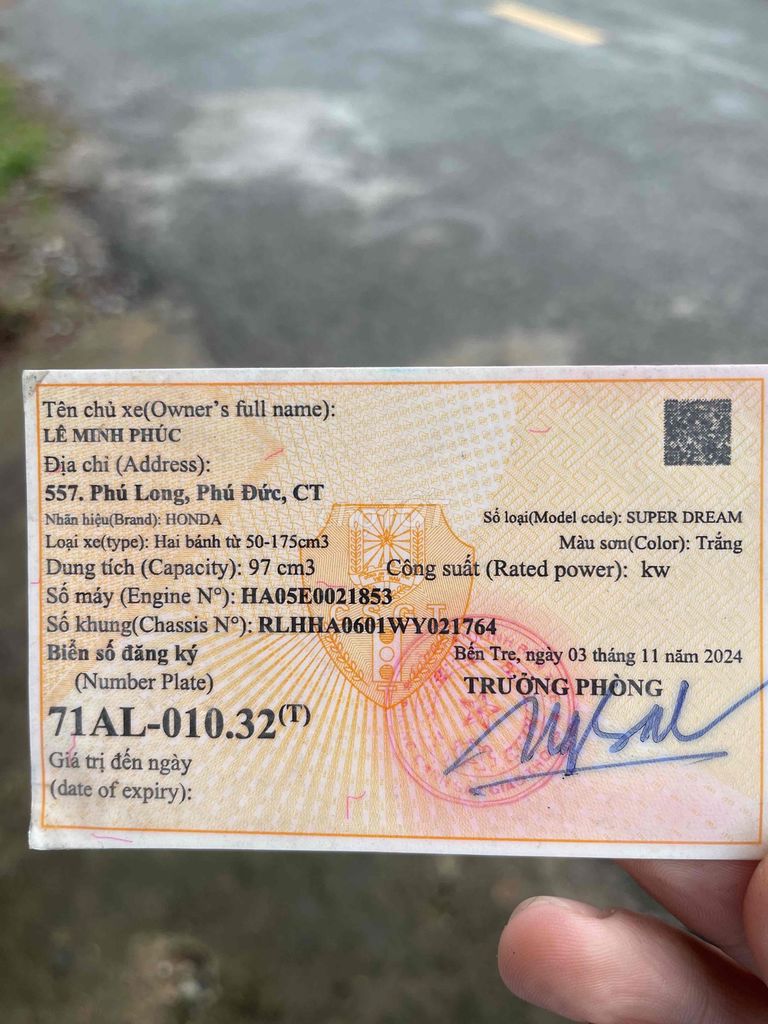 Tên chủ xe(Owner's full name):
LÊ MINH PHÚC
Địa chỉ (Address):
557. Phú Long, Phú Đức, CT
Nhãn hiệu(Brand): HONDA
Số loại(Model code): SUPER DREAM
Loại xe(type): Hai bánh từ 50-175cm3
Màu sơn(Color): Trắng
Dung tích (Capacity): 97 cm3
Công suất (Rated power): kw
Số máy (Engine N°): HA05E0021853
Số khung(Chassis N°): RLHHA0601WY021764
Biển số đăng ký
Bến Tre, ngày 03 tháng 11 năm 2024
(Number Plate)
TRƯỞNG PHÒNG
71AL-010.32(T)
Giá trị đến ngày
(date of expiry):
CSGT